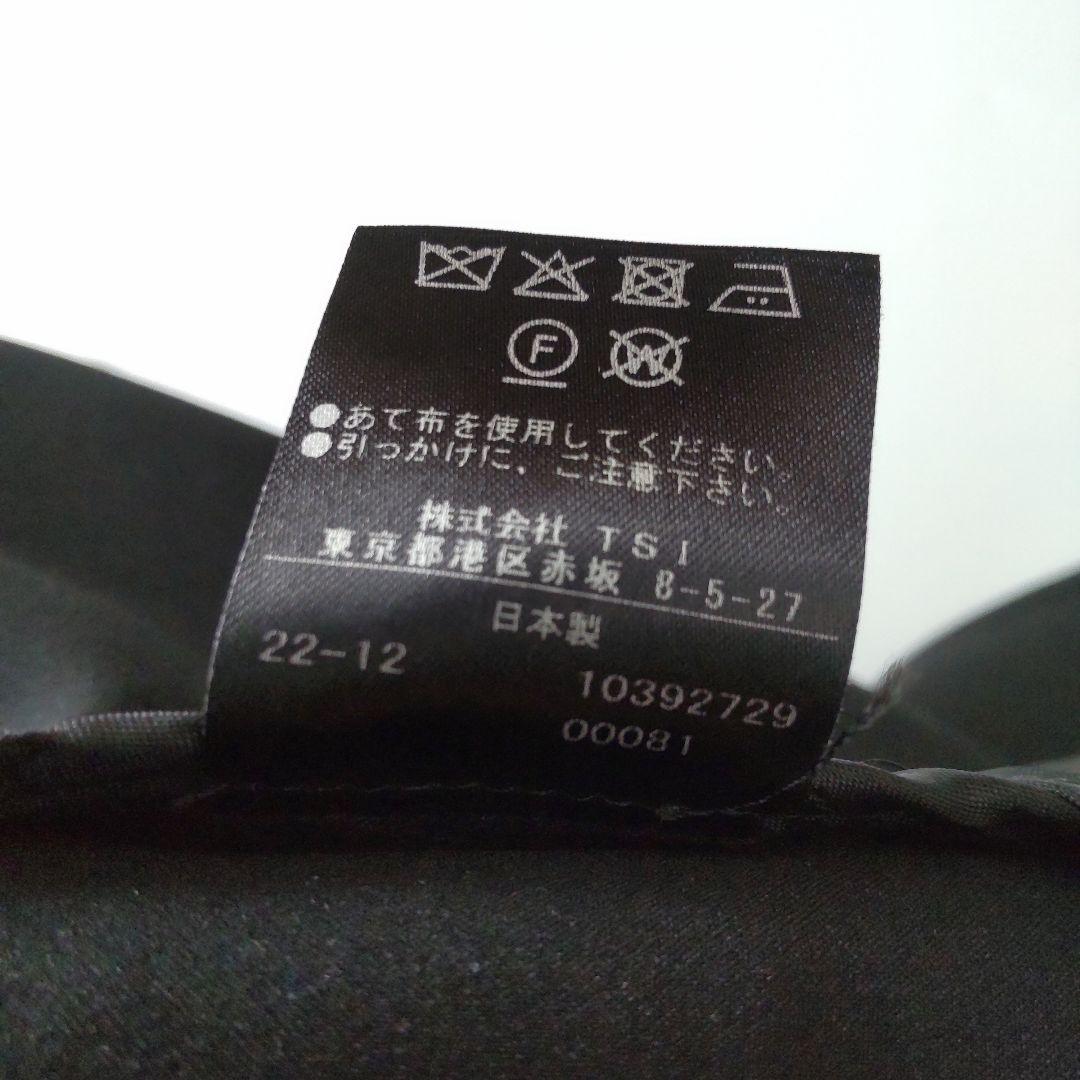 F W
●あて布を使用してください。
●引っかけに、ご注意下さい。
株式会社 TSI
東京都港区赤坂 8-5-27
日本製
22-12
10392729
00081